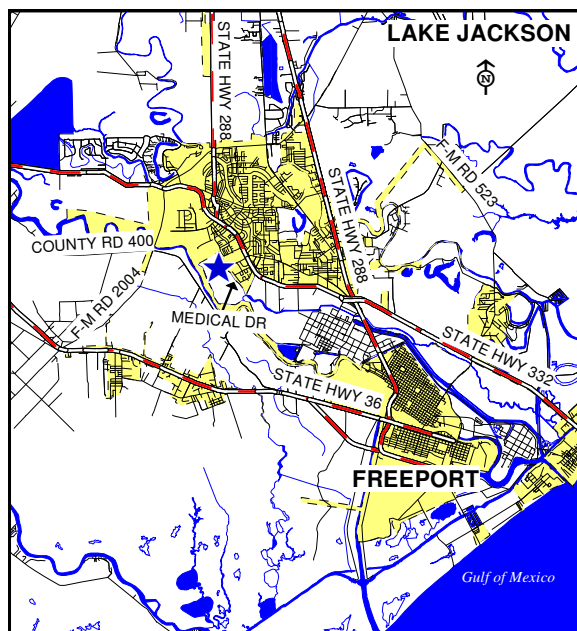 LAKE JACKSON
N
STATE HWY 288
F-M RD 523
STATE HWY 288
COUNTY RD 400
F-M RD 2004
MEDICAL DR
STATE HWY 332
STATE HWY 36
FREEPORT
Gulf of Mexico